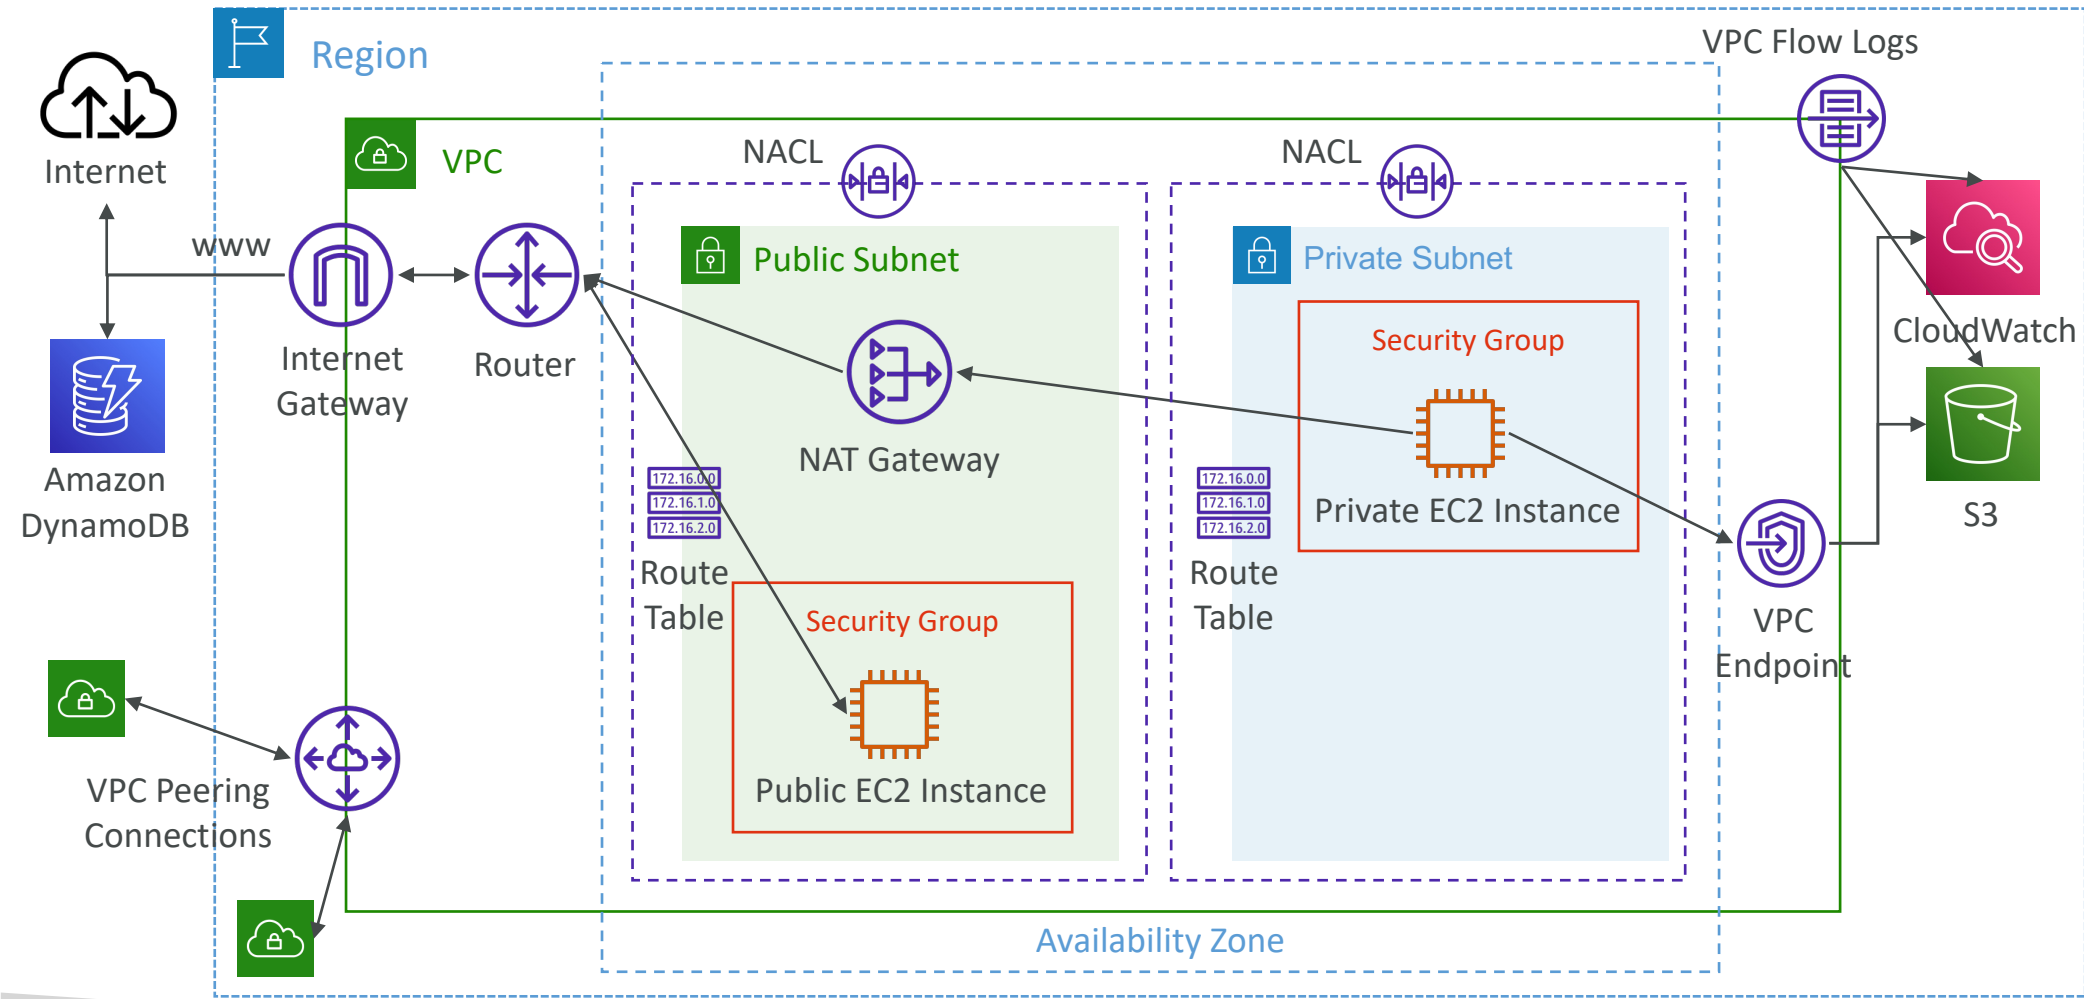 Region
VPC Flow Logs
Internet
VPC
NACL
NACL
www
Public Subnet
Private Subnet
Internet
Gateway
Router
Security Group
CloudWatch
NAT Gateway
Amazon
DynamoDB
172.16.0.0
172.16.1.0
172.16.2.0
Route
Table
172.16.0.0
172.16.1.0
172.16.2.0
Route
Table
Private EC2 Instance
S3
VPC
Endpoint
Security Group
Public EC2 Instance
VPC Peering
Connections
Availability Zone